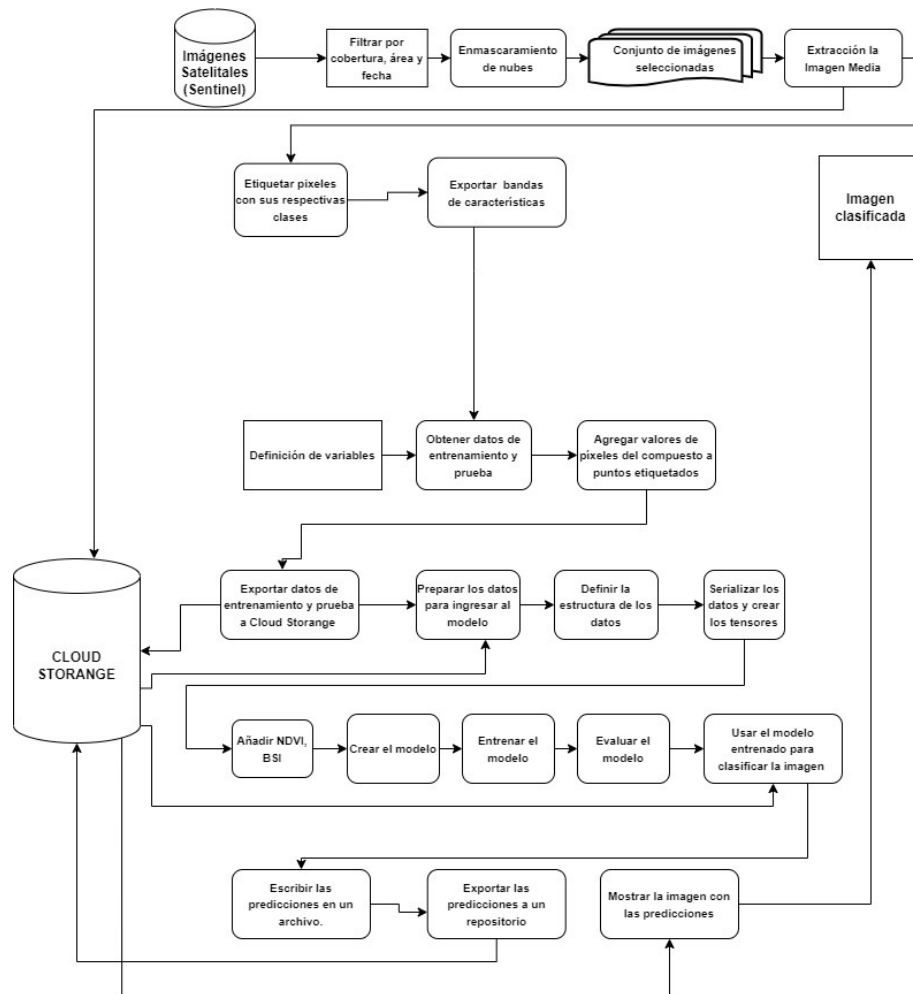 Imágenes
Satelitales
(Sentinel)
Filtrar por
cobertura, área y
fecha
Enmascaramiento
de nubes
Conjunto de imágenes
seleccionadas
Extracción la
Imagen Media
Etiquetar pixeles
con sus respectivas
clases
Exportar bandas
de características
Imagen
clasificada
Definición de variables
Obtener datos de
entrenamiento y
prueba
Agregar valores de
píxeles del compuesto a
puntos etiquetados
CLOUD
STORANGE
Exportar datos de
entrenamiento y prueba
a Cloud Storange
Preparar los datos
para ingresar al
modelo
Definir la
estructura de los
datos
Serializar los
datos y crear
los tensores
Añadir NDVI,
BSI
Crear el modelo
Entrenar el
modelo
Evaluar el
modelo
Usar el modelo
entrenado para
clasificar la imagen
Escribir las
predicciones en un
archivo.
Exportar las
predicciones a un
repositorio
Mostrar la imagen con
las predicciones